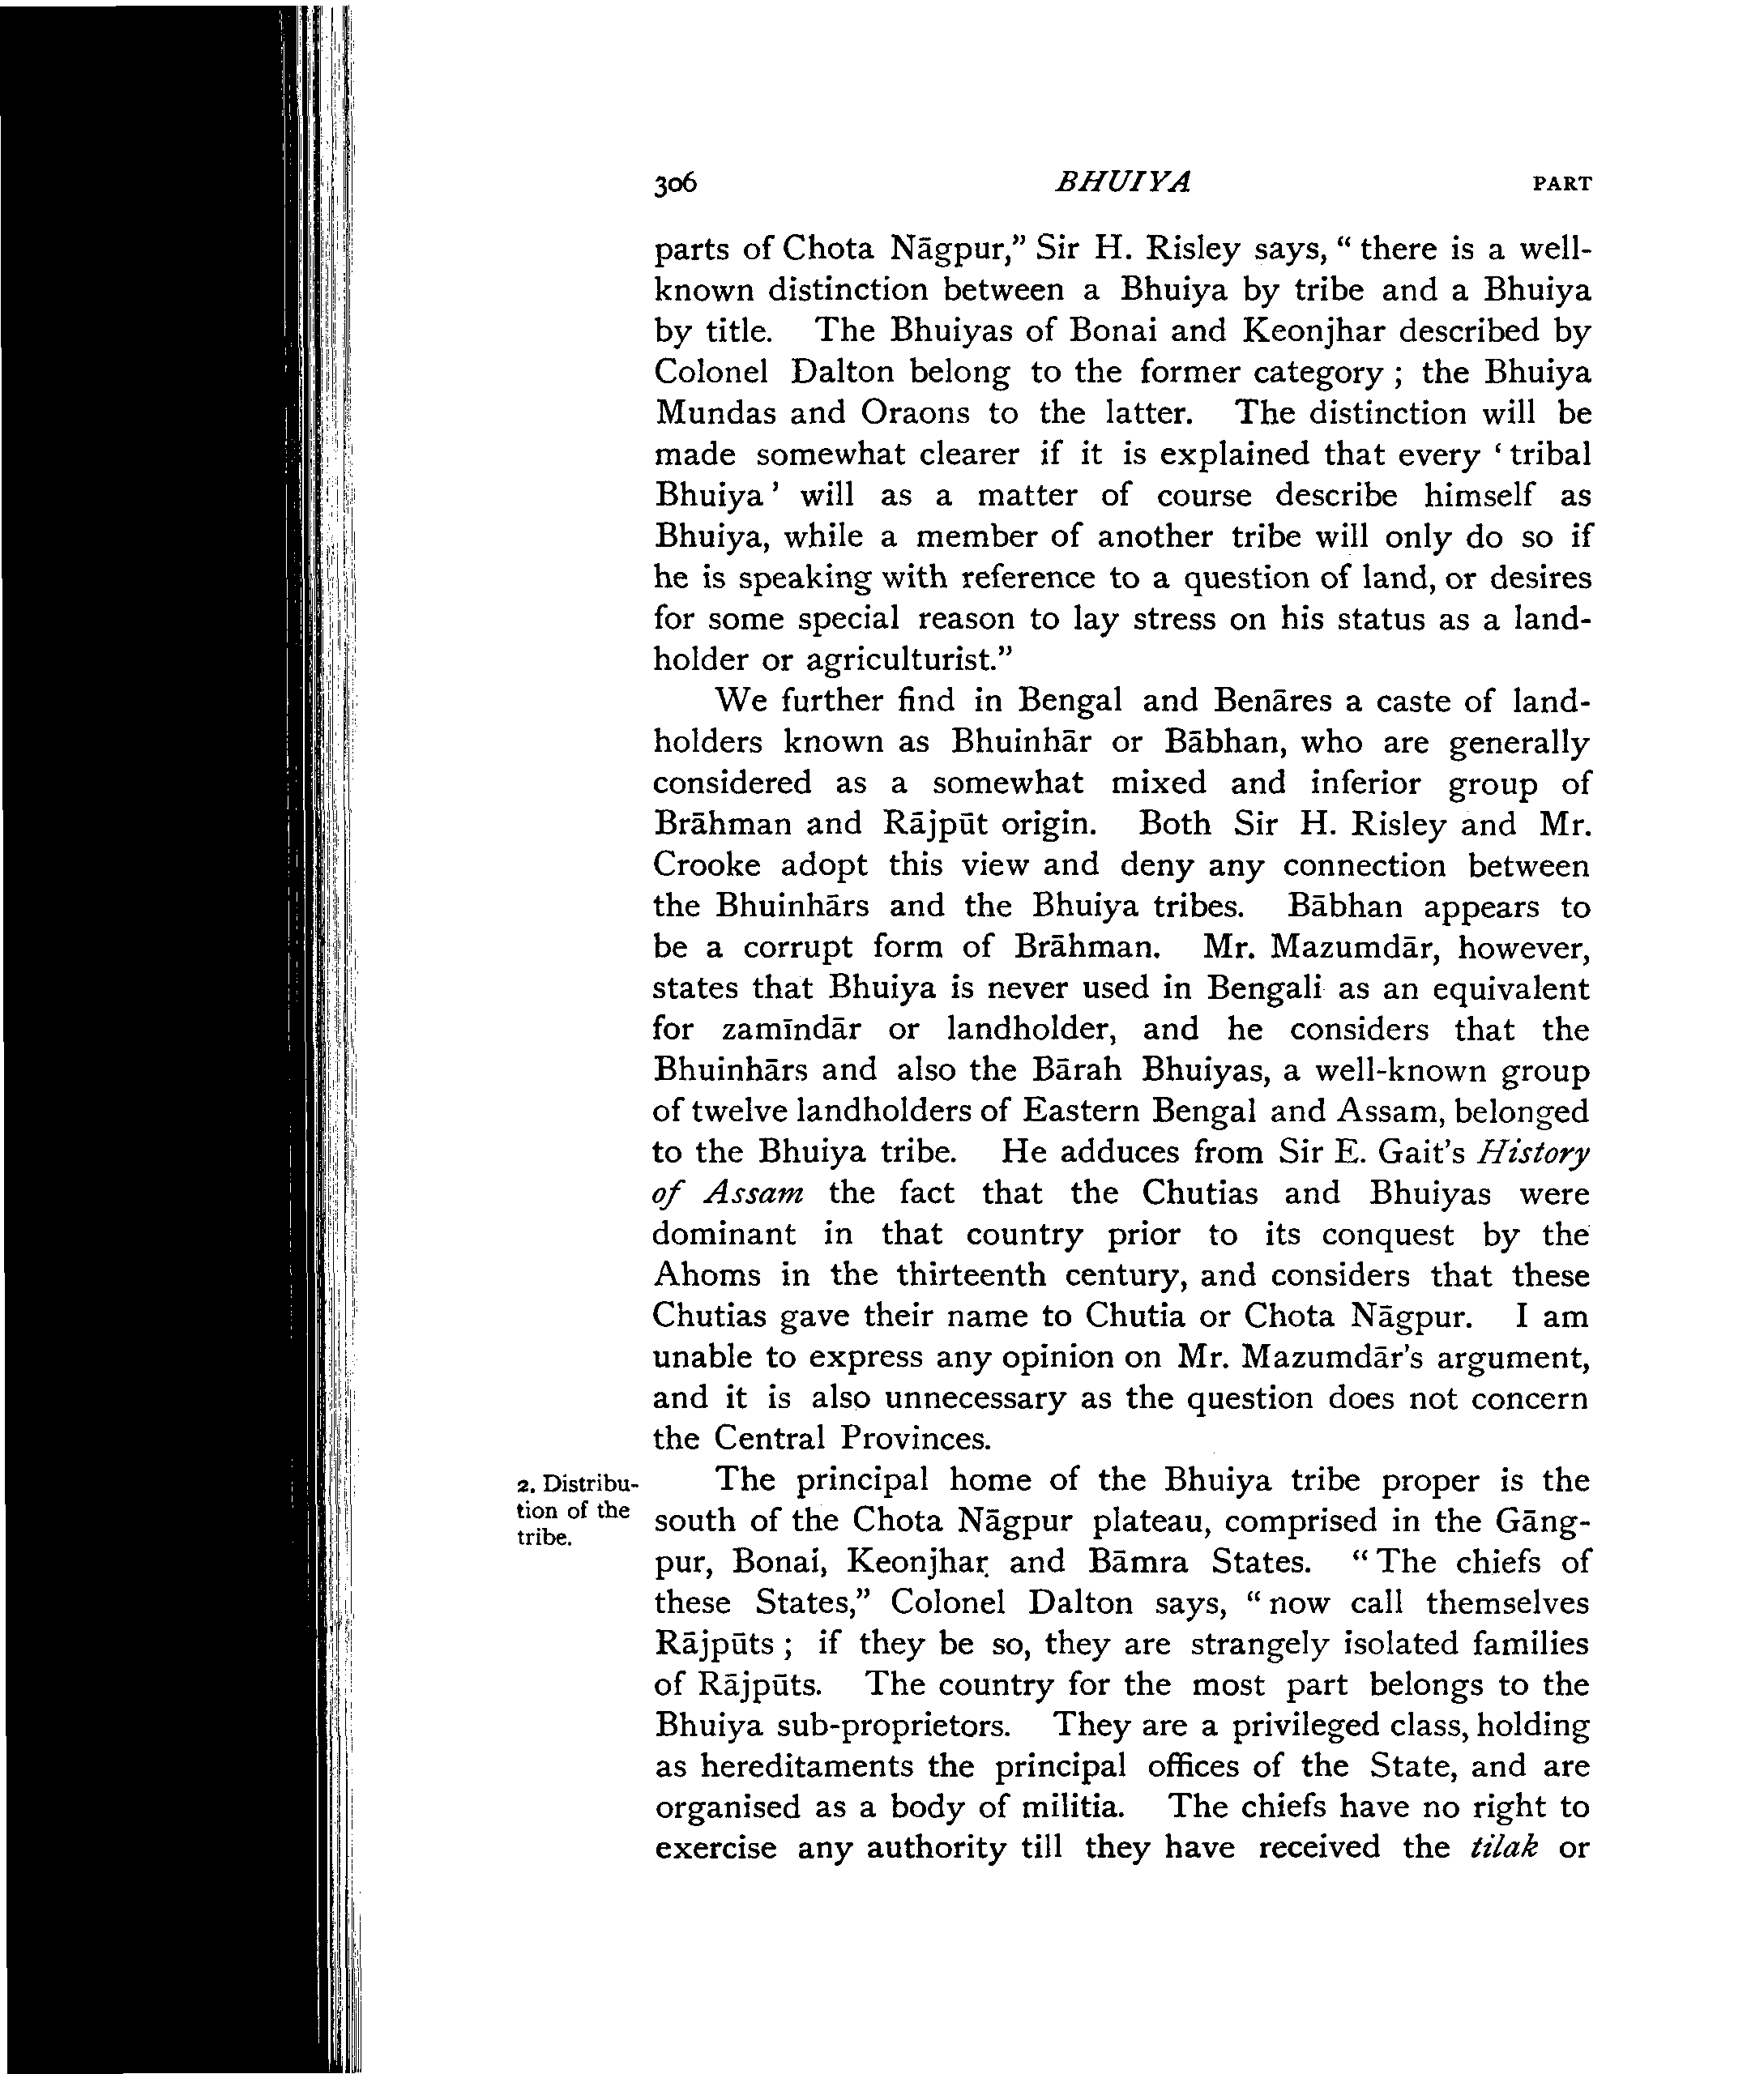 306 BHUIYA PART
parts of Chota Nāgpur,” Sir H. Risley says, “ there is a well-
known distinction between a Bhuiya by tribe and a Bhuiya
by title. The Bhuiyas of Bonai and Keonjhar described by
Colonel Dalton belong to the former category ; the Bhuiya
Mundas and Oraons to the latter. The distinction will be
made somewhat clearer if it is explained that every ‘ tribal
Bhuiya ’ will as a matter of course describe himself as
Bhuiya, while a member of another tribe will only do so if
he is speaking with reference to a question of land, or desires
for some special reason to lay stress on his status as a land-
holder or agriculturist.”
We further find in Bengal and Benāres a caste of land-
holders known as Bhuinhār or Bābhan, who are generally
considered as a somewhat mixed and inferior group of
Brāhman and Rājpūt origin. Both Sir H. Risley and Mr.
Crooke adopt this view and deny any connection between
the Bhuinhārs and the Bhuiya tribes. Bābhan appears to
be a corrupt form of Brāhman. Mr. Mazumdār, however,
states that Bhuiya is never used in Bengali as an equivalent
for zamīndār or landholder, and he considers that the
Bhuinhārs and also the Bārah Bhuiyas, a well-known group
of twelve landholders of Eastern Bengal and Assam, belonged
to the Bhuiya tribe. He adduces from Sir E. Gait’s History
of Assam the fact that the Chutias and Bhuiyas were
dominant in that country prior to its conquest by the
Ahoms in the thirteenth century, and considers that these
Chutias gave their name to Chutia or Chota Nāgpur. I am
unable to express any opinion on Mr. Mazumdār’s argument,
and it is also unnecessary as the question does not concern
the Central Provinces.
2. Distribu-
tion of the
tribe.
The principal home of the Bhuiya tribe proper is the
south of the Chota Nāgpur plateau, comprised in the Gāng-
pur, Bonai, Keonjhar and Bāmra States. “ The chiefs of
these States,” Colonel Dalton says, “ now call themselves
Rājpūts ; if they be so, they are strangely isolated families
of Rājpūts. The country for the most part belongs to the
Bhuiya sub-proprietors. They are a privileged class, holding
as hereditaments the principal offices of the State, and are
organised as a body of militia. The chiefs have no right to
exercise any authority till they have received the tilak or